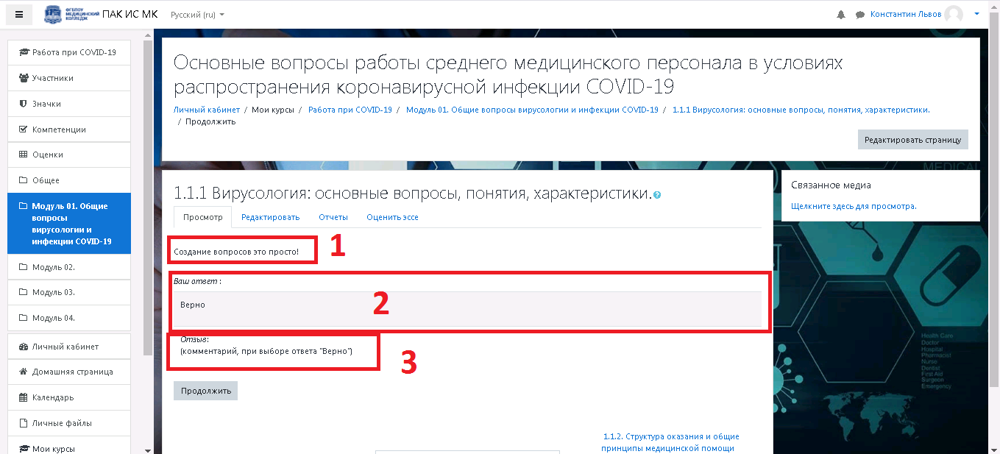 ФГБПОУ
МЕДИЦИНСКИЙ
КОЛЛЕДЖ
ПАК ИС МК
Русский (ru)
Константин Львов
Работа при COVID-19
Участники
Значки
Компетенции
Оценки
Общее
Модуль 01. Общие
вопросы
вирусологии и
инфекции COVID-19
Модуль 02.
Модуль 03.
Модуль 04.
Личный кабинет
Домашняя страница
Календарь
Личные файлы
Мои курсы
Основные вопросы работы среднего медицинского персонала в условиях
распространения коронавирусной инфекции COVID-19
Личный кабинет / Мои курсы / Работа при COVID-19 / Модуль 01. Общие вопросы вирусологии и инфекции COVID-19 / 1.1.1 Вирусология: основные вопросы, понятия, характеристики.
/ Продолжить
Редактировать страницу
MEDICAL
1.1.1 Вирусология: основные вопросы, понятия, характеристики.
Просмотр Редактировать Отчеты Оценить эссе
Создание вопросов это просто!
1
Ваш ответ :
Верно
2
Отзыв:
(комментарий, при выборе ответа "Верно")
3
Продолжить
1.1.2. Структура оказания и общие
принципы медицинской помощи
Связанное медиа
Щелкните здесь для просмотра.
Health Care
Doctor
Hospital
Pharmacist
Nurse
Dentist
First Aid
Surgeon
Emergency